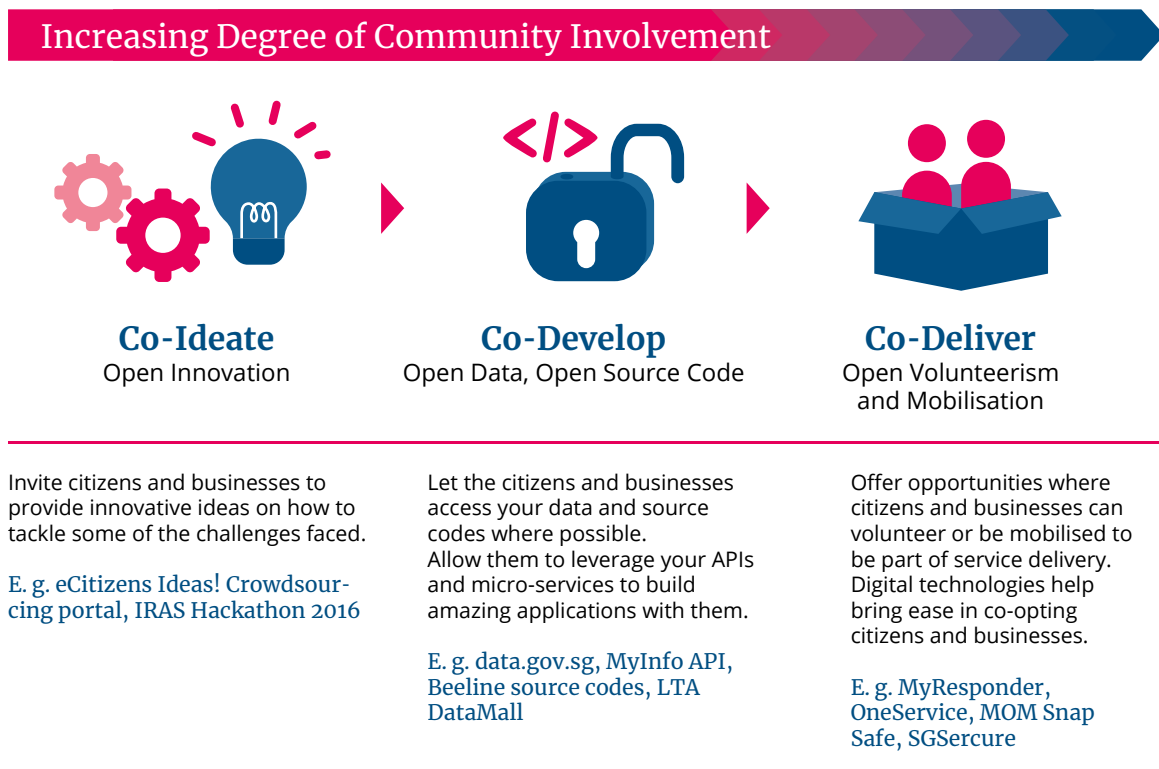 Increasing Degree of Community Involvement
</>
Co-Ideate
Open Innovation
Co-Develop
Open Data, Open Source Code
Co-Deliver
Open Volunteerism
and Mobilisation
Invite citizens and businesses to
provide innovative ideas on how to
tackle some of the challenges faced.
E. g. eCitizens Ideas! Crowdsour-
cing portal, IRAS Hackathon 2016
Let the citizens and businesses
access your data and source
codes where possible.
Allow them to leverage your APIs
and micro-services to build
amazing applications with them.
E. g. data.gov.sg, MyInfo API,
Beeline source codes, LTA
DataMall
Offer opportunities where
citizens and businesses can
volunteer or be mobilised to
be part of service delivery.
Digital technologies help
bring ease in co-opting
citizens and businesses.
E. g. MyResponder,
OneService, MOM Snap
Safe, SGSercure